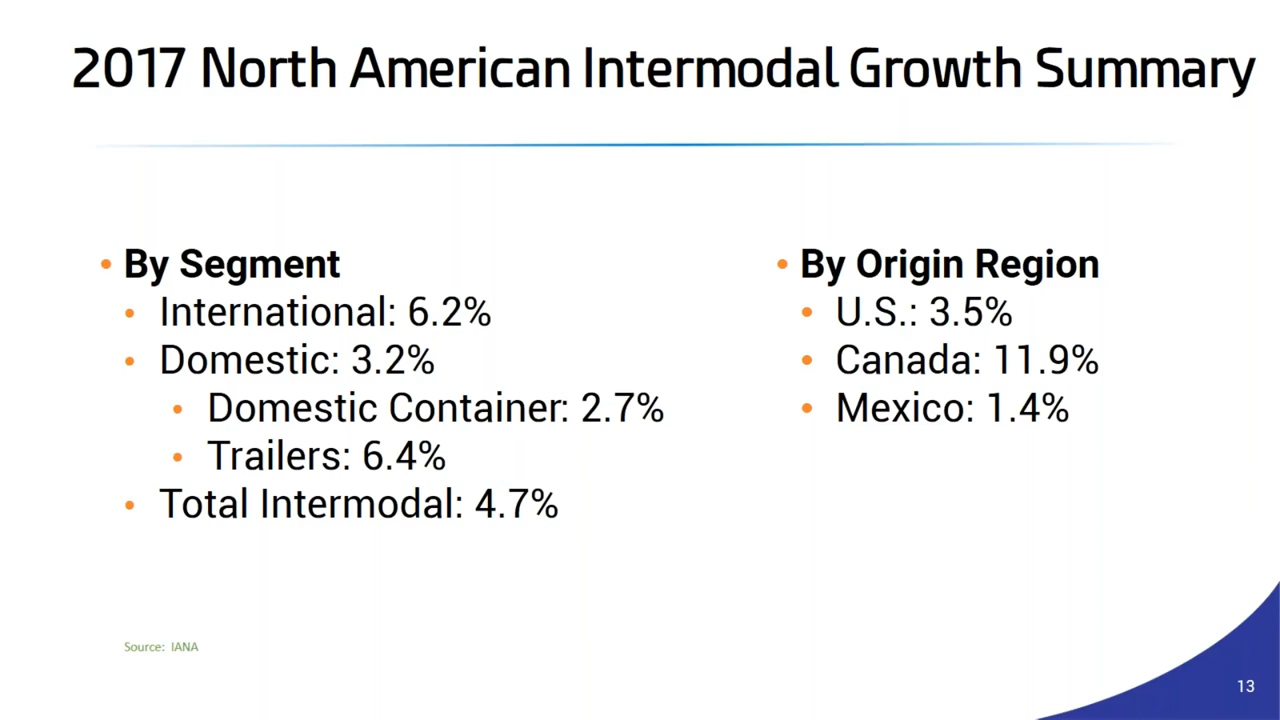 2017 North American Intermodal Growth Summary
• By Segment
• International: 6.2%
• Domestic: 3.2%
• Domestic Container: 2.7%
• Trailers: 6.4%
• Total Intermodal: 4.7%
• By Origin Region
• U.S.: 3.5%
• Canada: 11.9%
• Mexico: 1.4%
Source: IANA
13